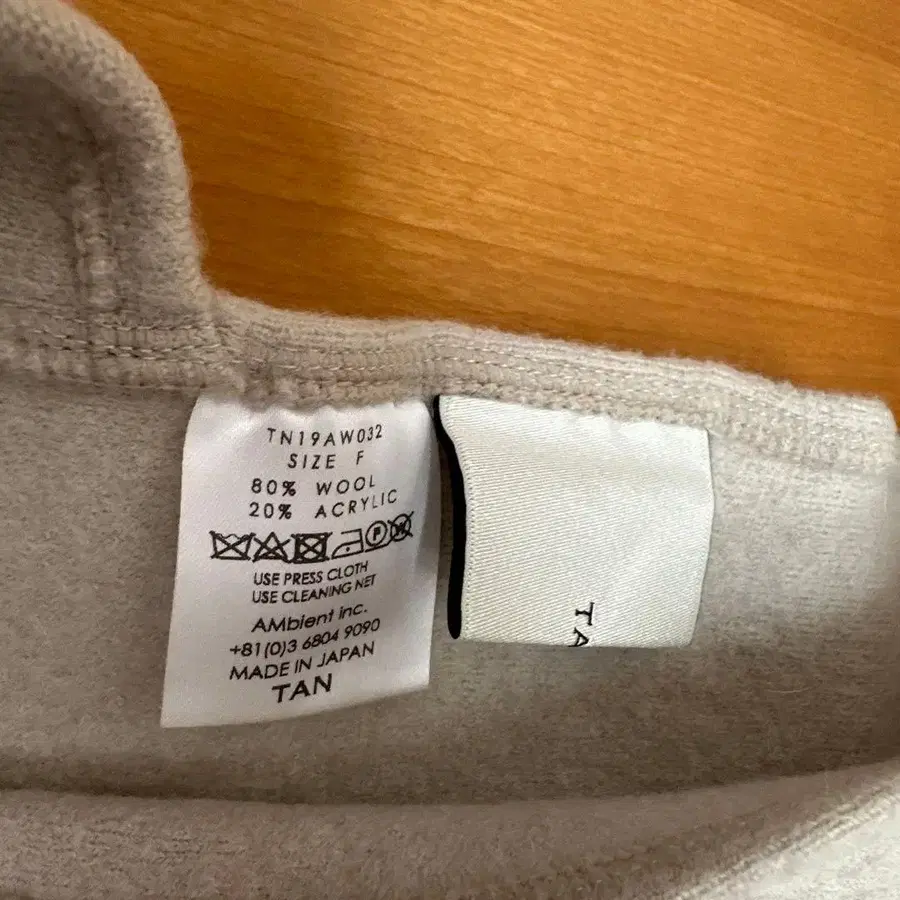 TN19AW032
SIZE F
80% WOOL
20% ACRYLIC
P W
USE PRESS CLOTH
USE CLEANING NET
AMbient inc.
+81(0)3 6804 9090
MADE IN JAPAN
TAN
TA